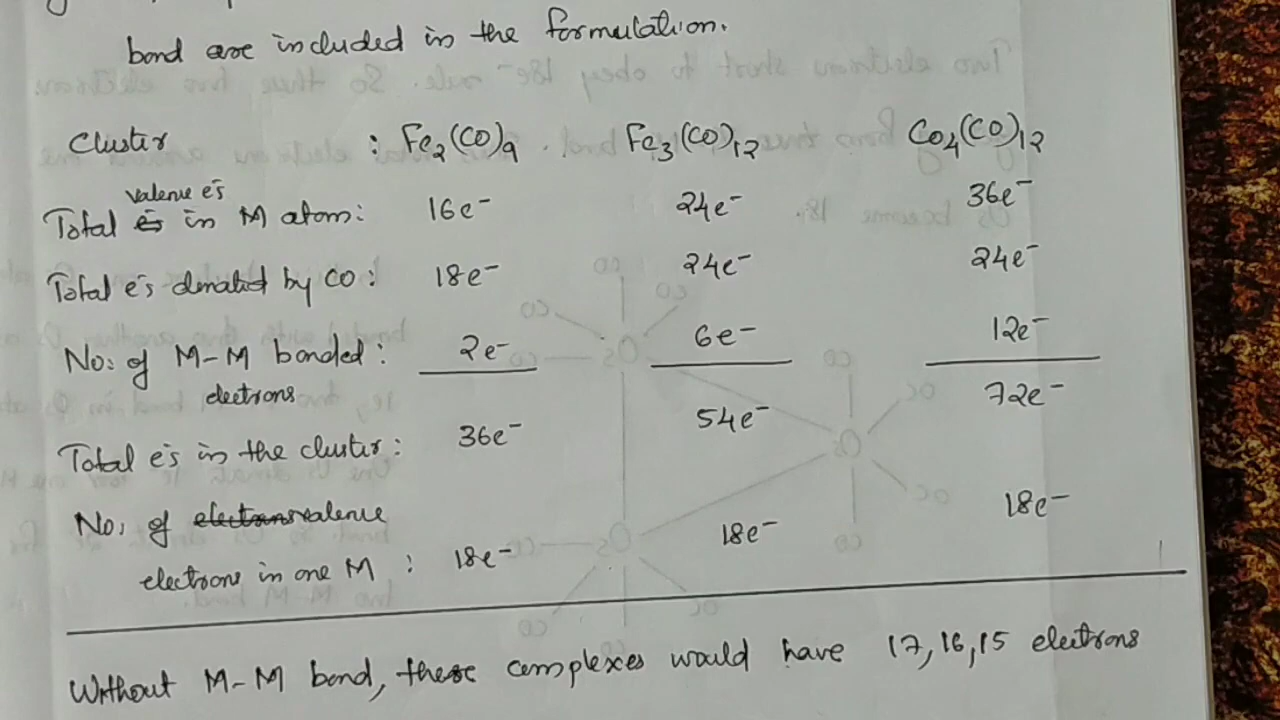 bond are included in the formulation.
Cluster : Fe2(CO)9 Fe3(CO)12 Co4(CO)12
valence e's
Total in M atom: 16e- 24e- 36e-
Total e's donated by CO: 18e- 24e- 24e-
No: of M-M bonded: 2e- 6e- 12e-
electrons
Total e's in the cluster: 36e- 54e- 72e-
No, of valence
electrons in one M : 18e- 18e- 18e-
Without M-M bond, these complexes would have 17, 16, 15 electrons